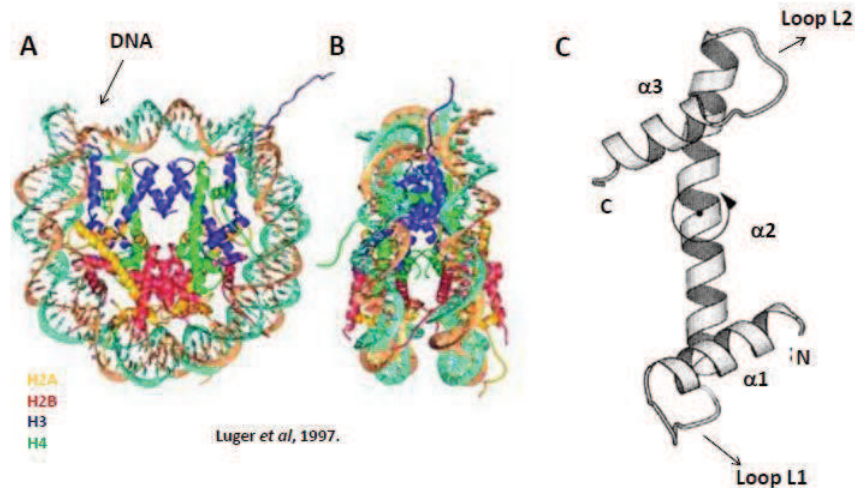 A
DNA
B
C
Loop L2
α3
C
α2
N
α1
H2A
H2B
H3
H4
Luger et al, 1997.
Loop L1